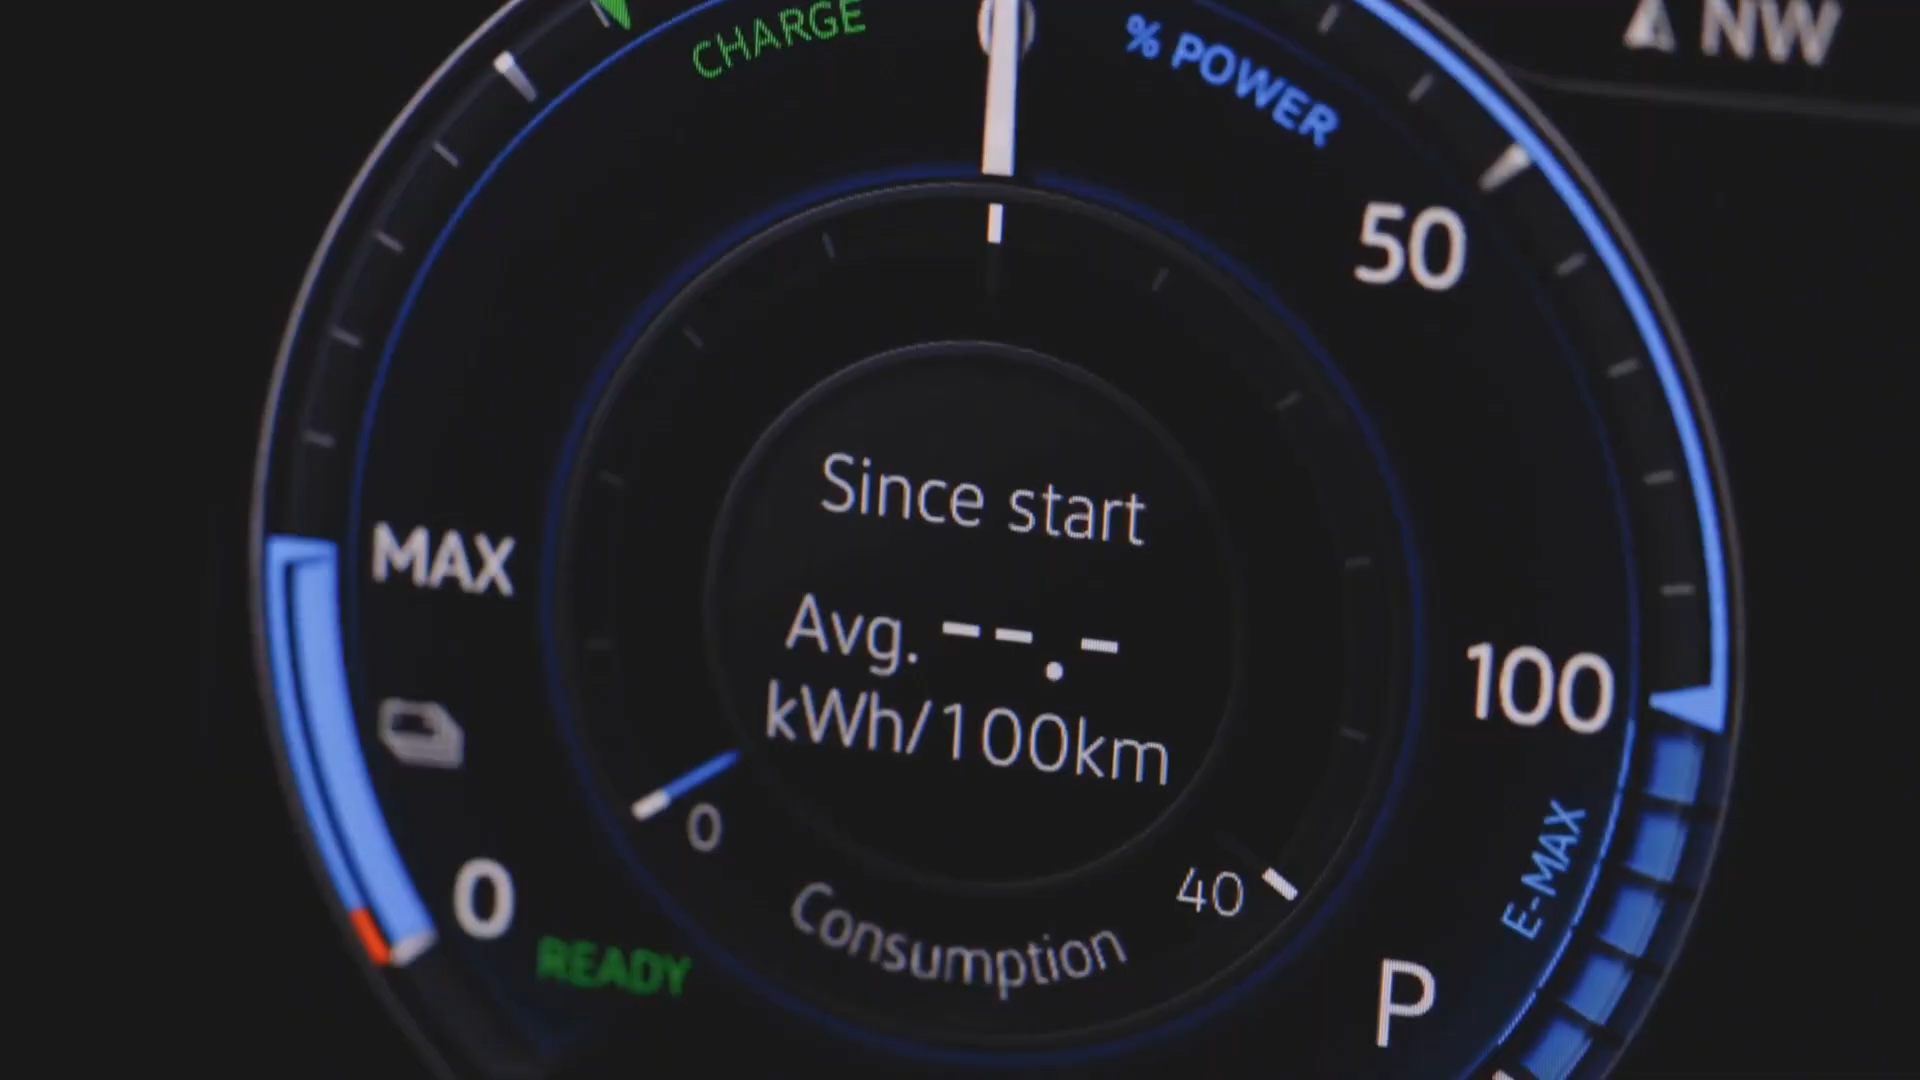 CHARGE
% POWER
NW
50
MAX
100
Since start
Avg. --.-
kWh/100km
0
40
Consumption
E-MAX
0
READY
P